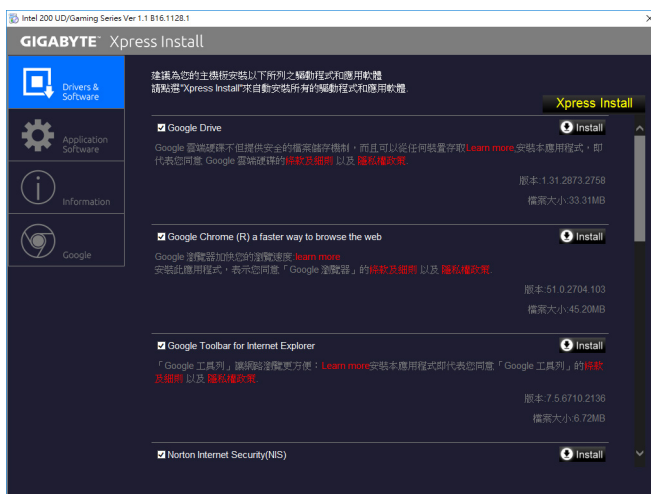 Intel 200 UD/Gaming Series Ver 1.1 B16.1128.1
GIGABYTE™ Xpress Install
Drivers & Software
建議為您的主機板安裝以下所列之驅動程式和應用軟體
請點選"Xpress Install"來自動安裝所有的驅動程式和應用軟體.
Xpress Install
Application Software
Information
Google
Google Drive
Install
Google 雲端硬碟不但提供安全的檔案儲存機制，而且可以從任何裝置存取Learn more,安裝本應用程式，即
代表您同意 Google 雲端硬碟的條款及細則 以及 隱私權政策.
版本:1.31.2873.2758
檔案大小:33.31MB
Google Chrome (R) a faster way to browse the web
Install
Google 瀏覽器加快您的瀏覽速度:learn more
安裝此應用程式，表示您同意「Google 瀏覽器」的條款及細則 以及 隱私權政策.
版本:51.0.2704.103
檔案大小:45.20MB
Google Toolbar for Internet Explorer
Install
「Google 工具列」讓網路瀏覽更方便：Learn more安裝本應用程式即代表您同意「Google 工具列」的條款
及細則 以及 隱私權政策.
版本:7.5.6710.2136
檔案大小:6.72MB
Norton Internet Security(NIS)
Install